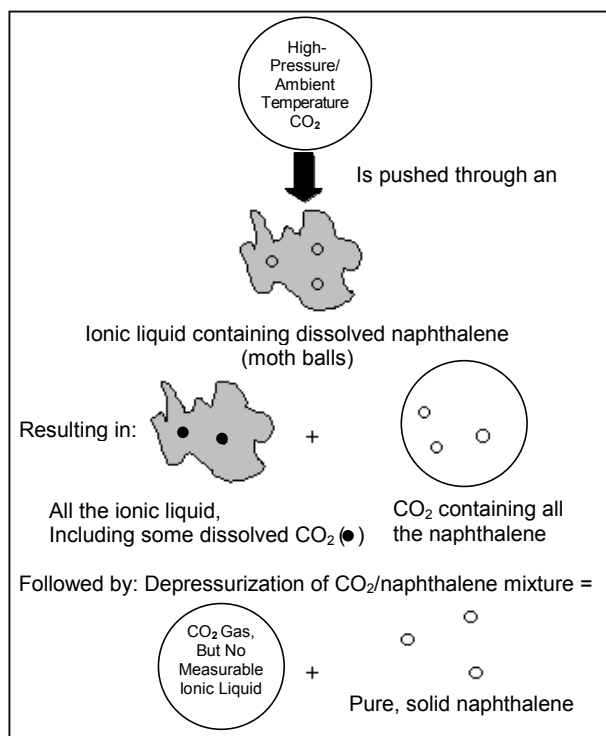 High-
Pressure/
Ambient
Temperature
CO₂
Is pushed through an
Ionic liquid containing dissolved naphthalene
(moth balls)
Resulting in:
+
All the ionic liquid,
Including some dissolved CO₂ (●)
CO₂ containing all
the naphthalene
Followed by: Depressurization of CO₂/naphthalene mixture =
CO₂ Gas,
But No
Measurable
Ionic Liquid
+
Pure, solid naphthalene